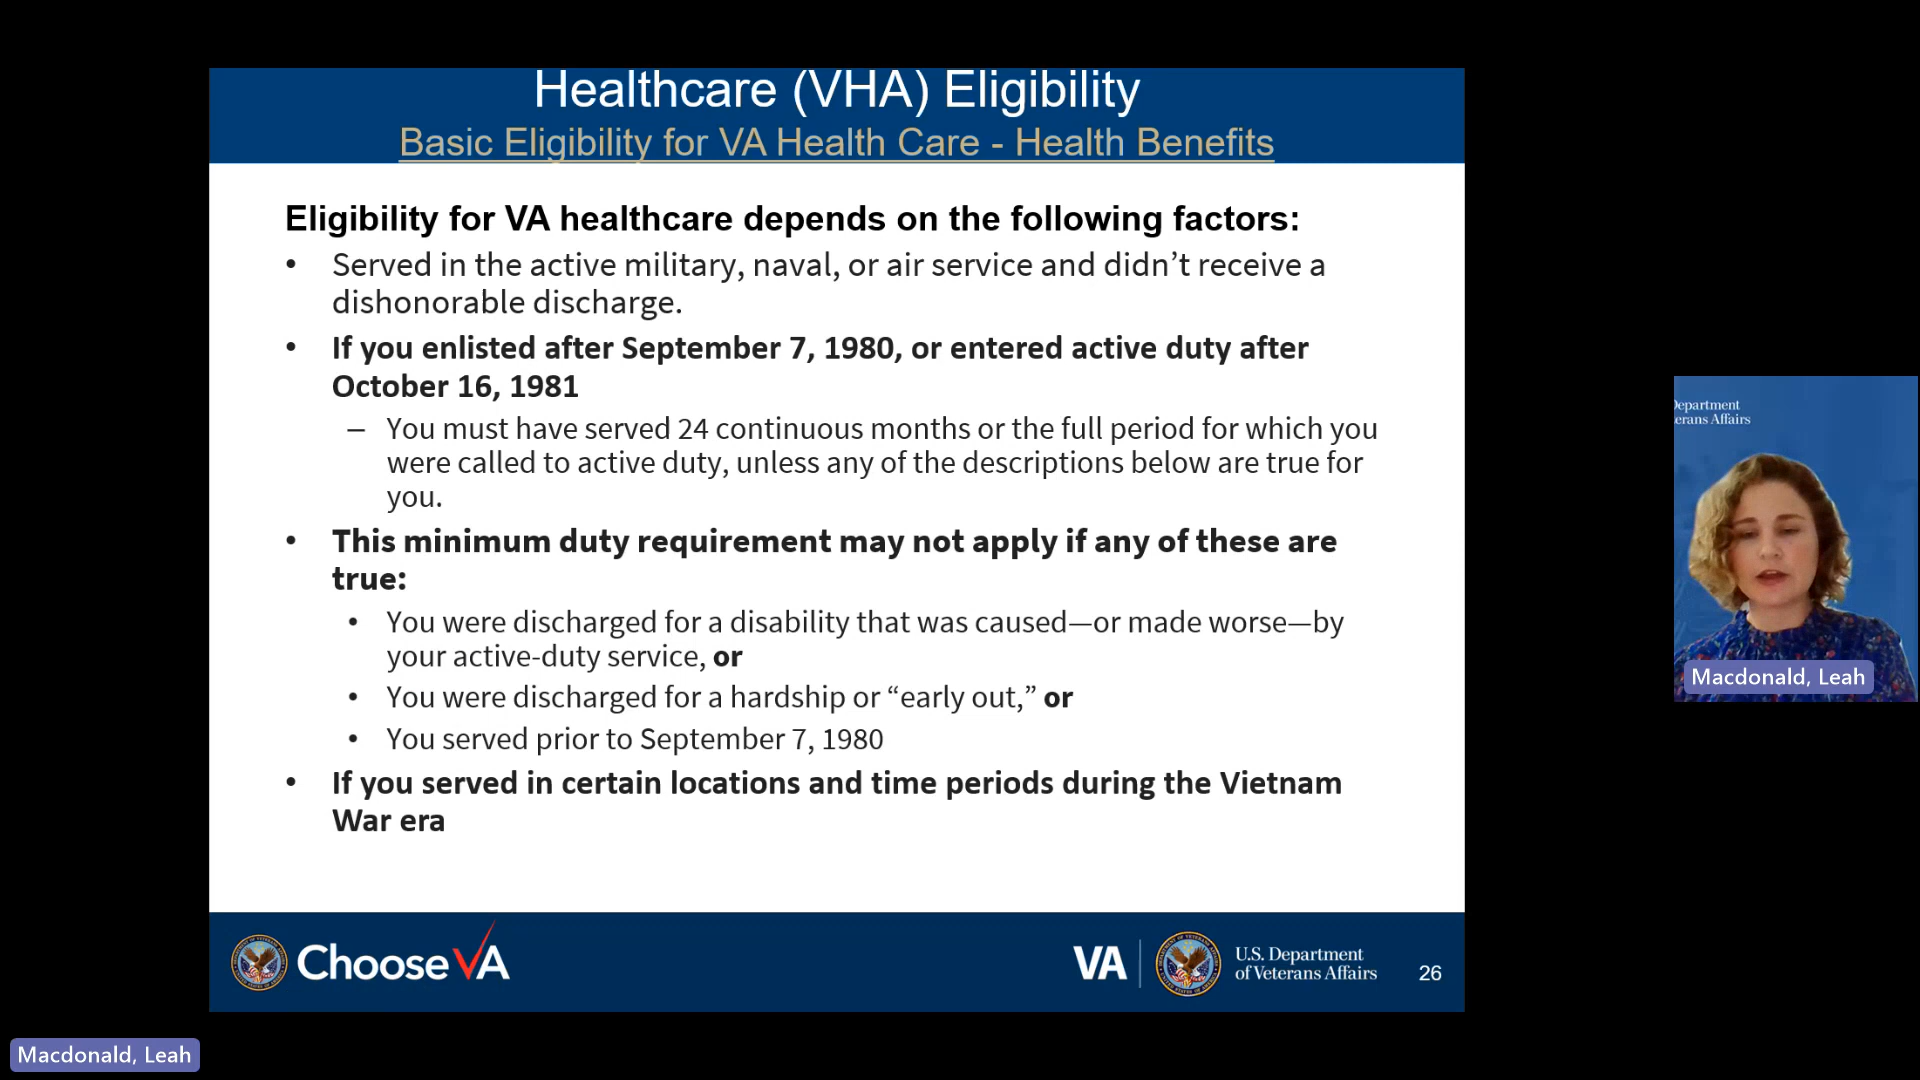 Healthcare (VHA) Eligibility
Basic Eligibility for VA Health Care - Health Benefits
Eligibility for VA healthcare depends on the following factors:
• Served in the active military, naval, or air service and didn’t receive a
dishonorable discharge.
• If you enlisted after September 7, 1980, or entered active duty after
October 16, 1981
– You must have served 24 continuous months or the full period for which you
were called to active duty, unless any of the descriptions below are true for
you.
• This minimum duty requirement may not apply if any of these are
true:
• You were discharged for a disability that was caused—or made worse—by
your active-duty service, or
• You were discharged for a hardship or “early out,” or
• You served prior to September 7, 1980
• If you served in certain locations and time periods during the Vietnam
War era
Choose VA
VA
U.S. Department
of Veterans Affairs
26
Department
erans Affairs
Macdonald, Leah
Macdonald, Leah